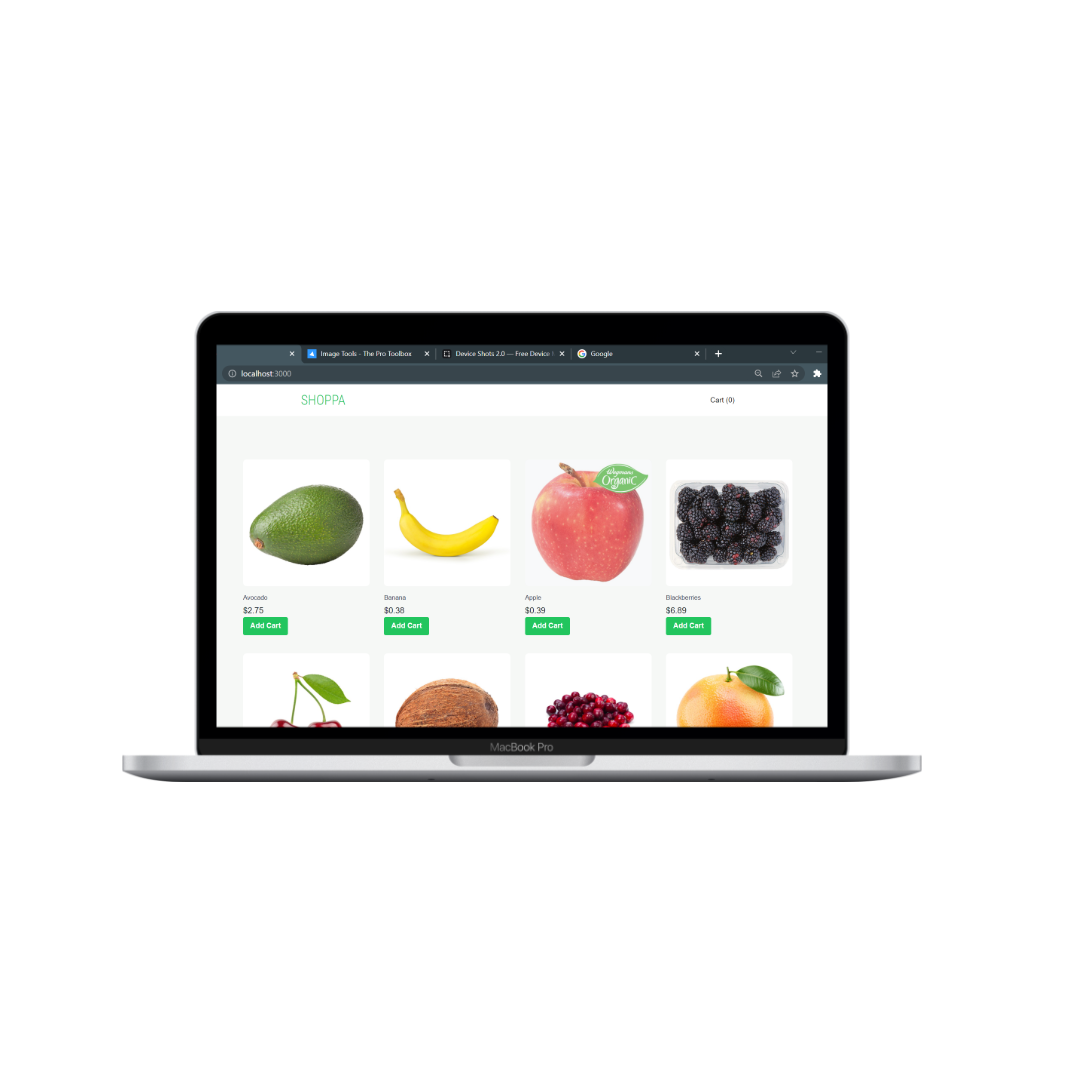 Image Tools - The Pro Toolbox
Device Shots 2.0 — Free Device
Google
localhost:3000
SHOPPA
Cart (0)
Wegmans
Organic
Avocado
Banana
Apple
Blackberries
$2.75
$0.38
$0.39
$6.89
Add Cart
Add Cart
Add Cart
Add Cart
MacBook Pro